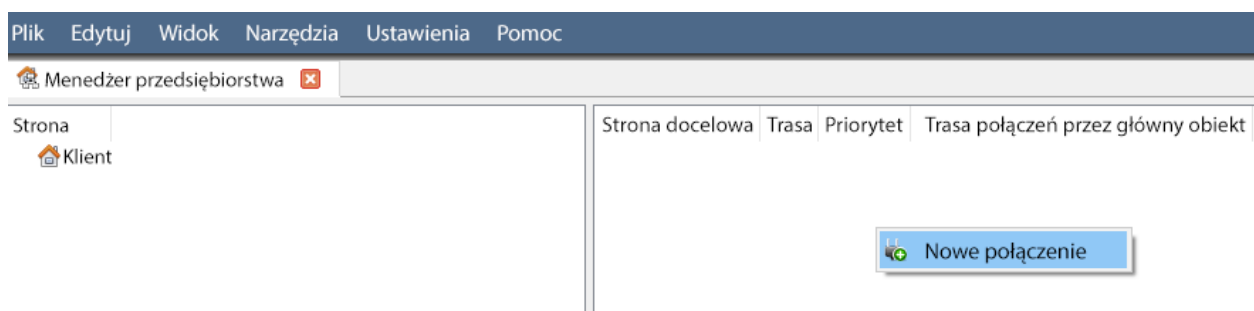 Plik Edytuj Widok Narzędzia Ustawienia Pomoc
Menedżer przedsiębiorstwa
Strona
Klient
Strona docelowa Trasa Priorytet Trasa połączeń przez główny obiekt
Nowe połączenie